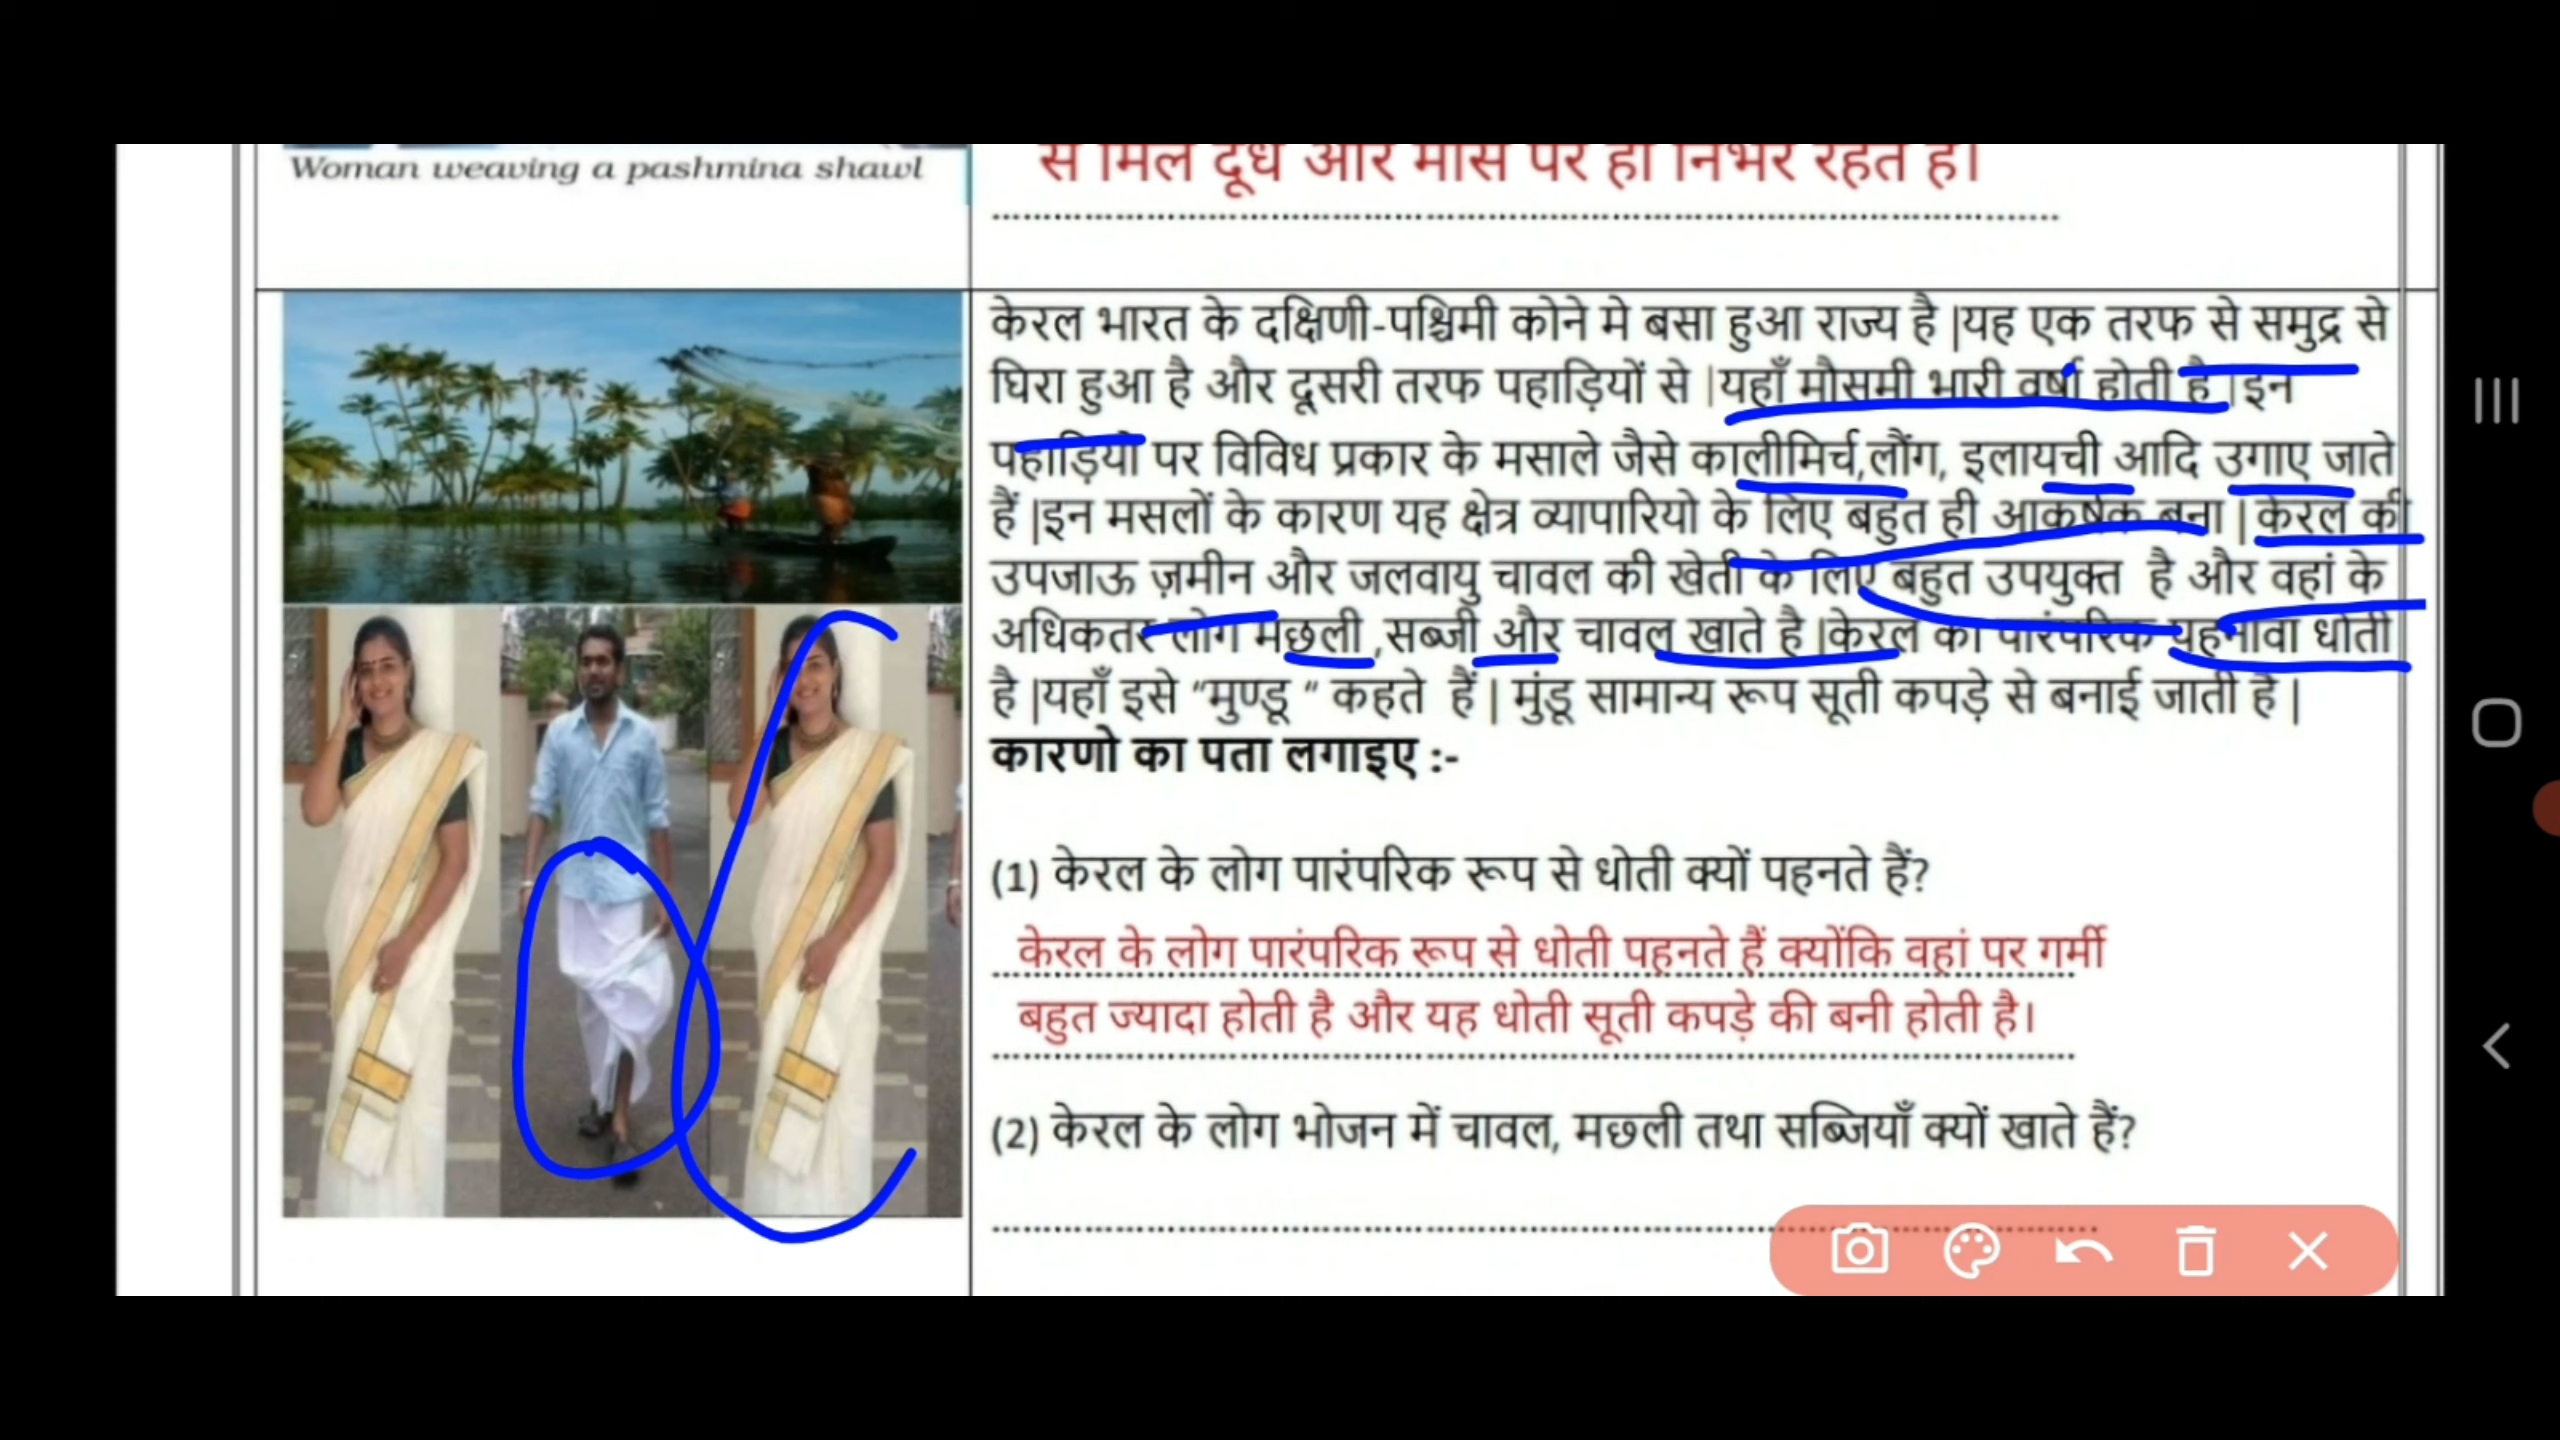 Woman weaving a pashmina shawl
से मिले दूध और मांस पर ही निर्भर रहते हैं।
केरल भारत के दक्षिणी-पश्चिमी कोने मे बसा हुआ राज्य है |यह एक तरफ से समुद्र से
घिरा हुआ है और दूसरी तरफ पहाड़ियों से |यहाँ मौसमी भारी वर्षा होती है |इन
पहाड़ियों पर विविध प्रकार के मसाले जैसे कालीमिर्च,लौंग, इलायची आदि उगाए जाते
हैं |इन मसलों के कारण यह क्षेत्र व्यापारियो के लिए बहुत ही आकर्षक बना | केरल की
उपजाऊ ज़मीन और जलवायु चावल की खेती के लिए बहुत उपयुक्त है और वहां के
अधिकतर लोग मछली ,सब्जी और चावल खाते है |केरल का पारंपरिक पहनावा धोती
है |यहाँ इसे “मुण्डू “ कहते हैं | मुंडू सामान्य रूप सूती कपड़े से बनाई जाती है |
कारणो का पता लगाइए :-
(1) केरल के लोग पारंपरिक रूप से धोती क्यों पहनते हैं?
केरल के लोग पारंपरिक रूप से धोती पहनते हैं क्योंकि वहां पर गर्मी
बहुत ज्यादा होती है और यह धोती सूती कपड़े की बनी होती है।
(2) केरल के लोग भोजन में चावल, मछली तथा सब्जियाँ क्यों खाते हैं?